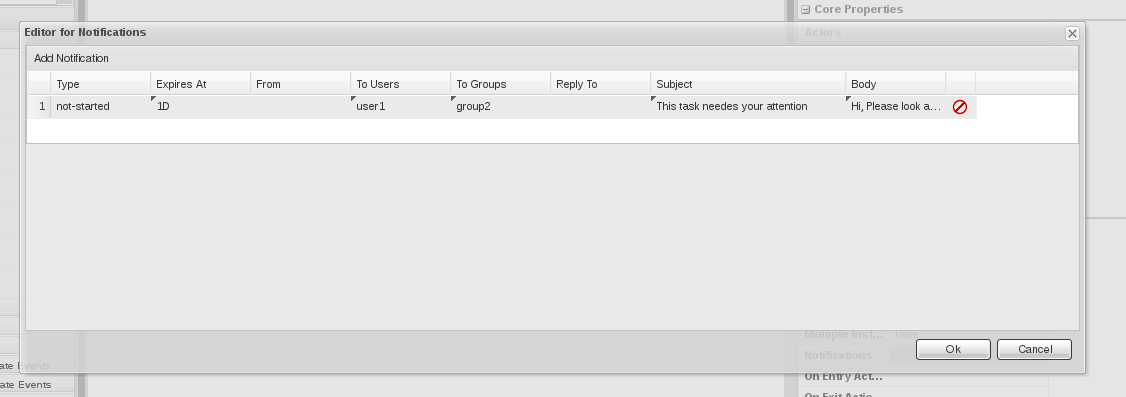 Core Properties
Editor for Notifications
Actors
Add Notification
Type Expires At From To Users To Groups Reply To Subject Body
1 not-started 1D user1 group2 This task needes your attention Hi, Please look a...
Multiple Inst... false
Ok Cancel
Notifications
ate Events
On Entry Act...
ate Events
On Exit Actio